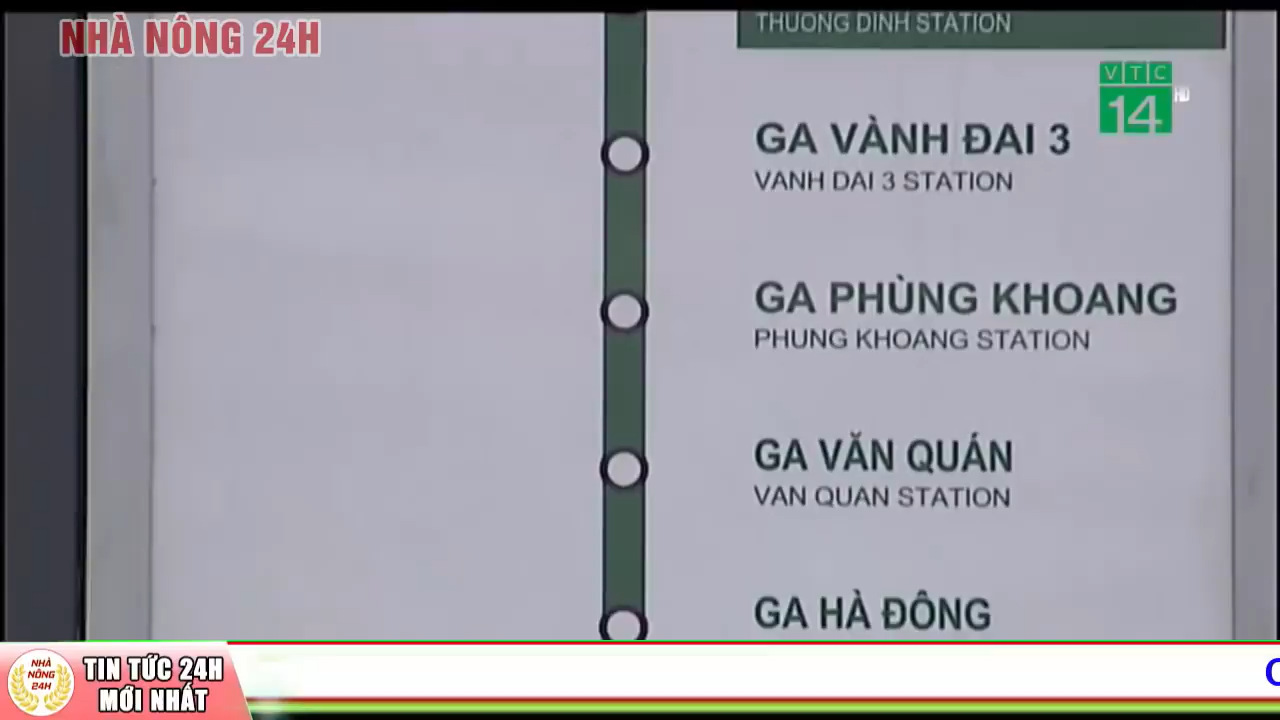 NHÀ NÔNG 24H
THUONG DINH STATION
VTC
14
HD
GA VÀNH ĐAI 3
VANH DAI 3 STATION
GA PHÙNG KHOANG
PHUNG KHOANG STATION
GA VĂN QUÁN
VAN QUAN STATION
GA HÀ ĐÔNG
NHÀ
NÔNG
24H
TIN TỨC 24H
MỚI NHẤT